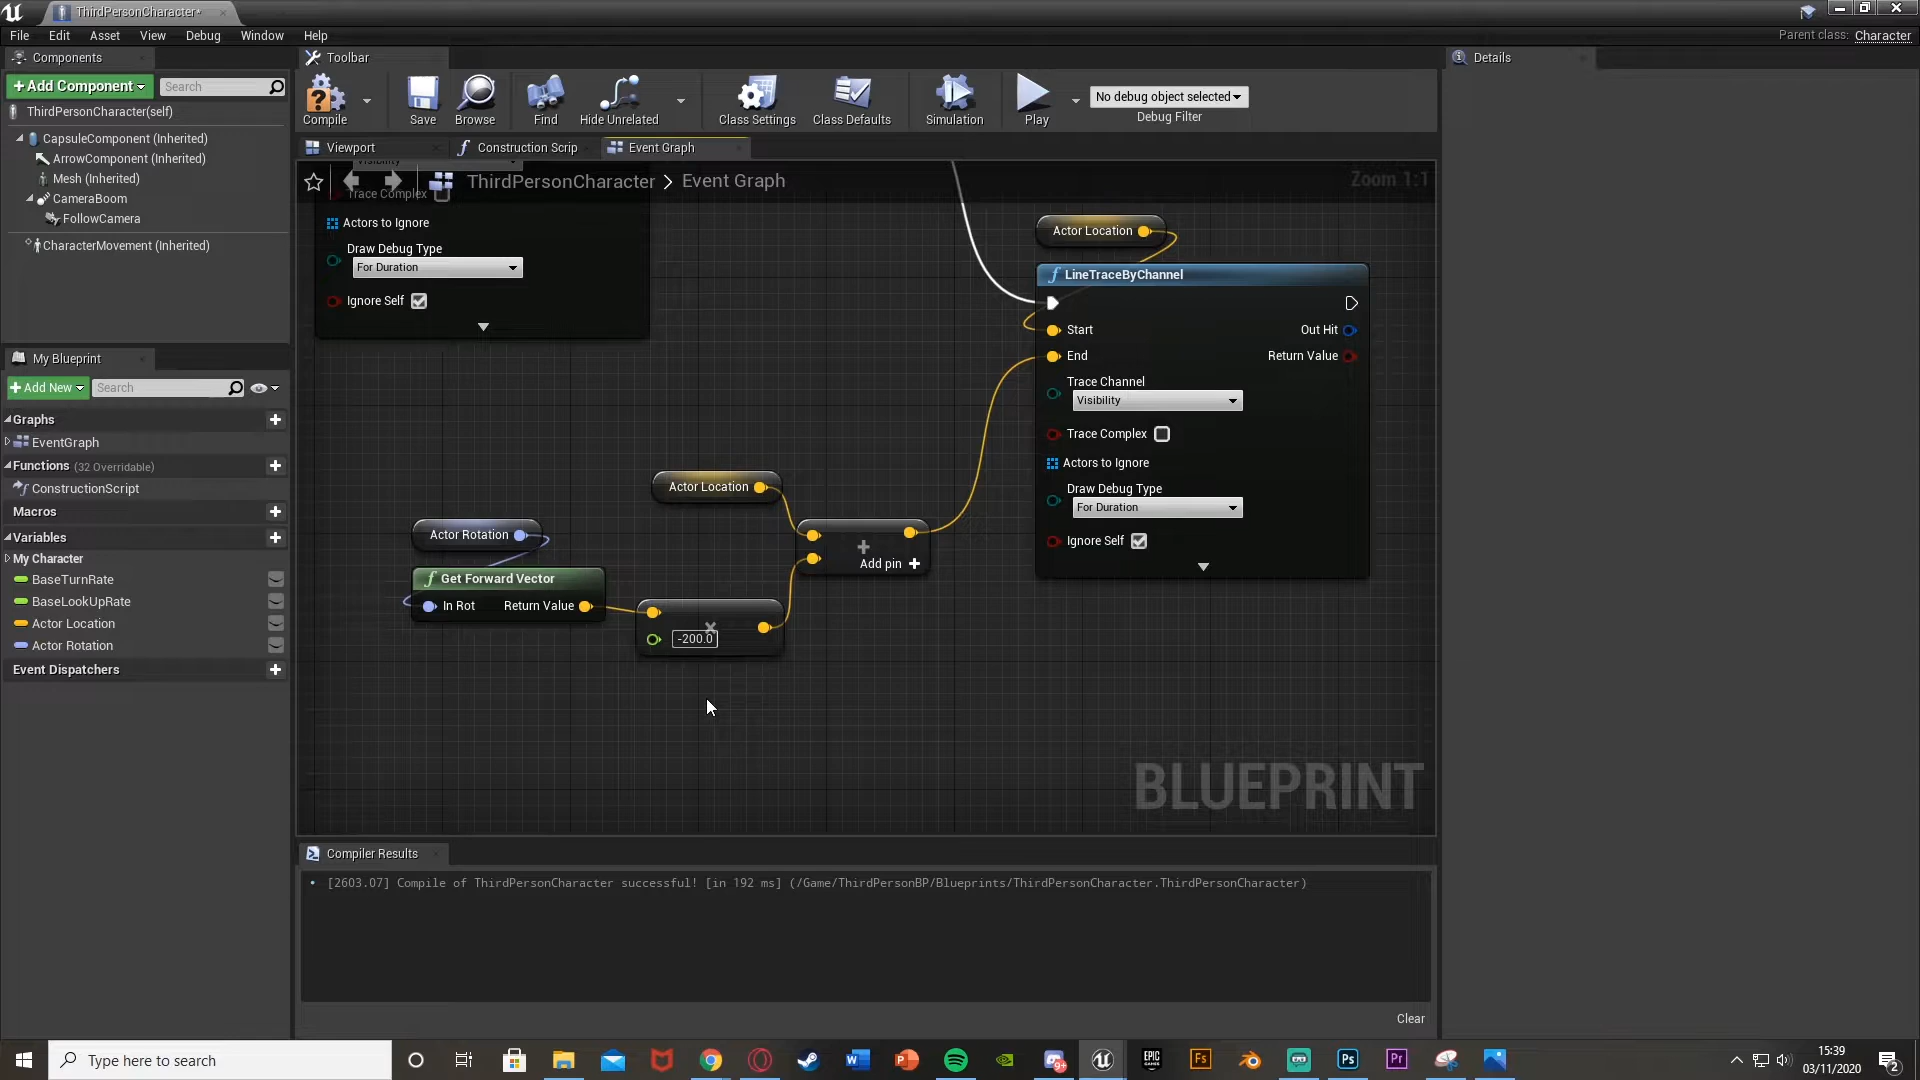 ThirdPersonCharacter*
File Edit Asset View Debug Window Help
Parent class: Character
Components
Toolbar
Details
+Add Component
Search
ThirdPersonCharacter(self)
CapsuleComponent (Inherited)
ArrowComponent (Inherited)
Mesh (Inherited)
CameraBoom
FollowCamera
CharacterMovement (Inherited)
Compile
Save
Browse
Find
Hide Unrelated
Class Settings
Class Defaults
Simulation
Play
No debug object selected
Debug Filter
Viewport
Construction Scrip
Event Graph
ThirdPersonCharacter > Event Graph
Zoom 1:1
Visibility
Trace Complex
Actors to Ignore
Draw Debug Type
For Duration
Ignore Self
Actor Location
LineTraceByChannel
Start
Out Hit
End
Return Value
Trace Channel
Visibility
Trace Complex
Actors to Ignore
Draw Debug Type
For Duration
Ignore Self
Actor Location
Add pin +
Actor Rotation
Get Forward Vector
In Rot
Return Value
-200.0
BLUEPRINT
My Blueprint
+Add New
Search
Graphs
EventGraph
Functions (32 Overridable)
ConstructionScript
Macros
Variables
My Character
BaseTurnRate
BaseLookUpRate
Actor Location
Actor Rotation
Event Dispatchers
Compiler Results
[2603.07] Compile of ThirdPersonCharacter successful! [in 192 ms] (/Game/ThirdPersonBP/Blueprints/ThirdPersonCharacter.ThirdPersonCharacter)
Clear
Type here to search
15:39
03/11/2020